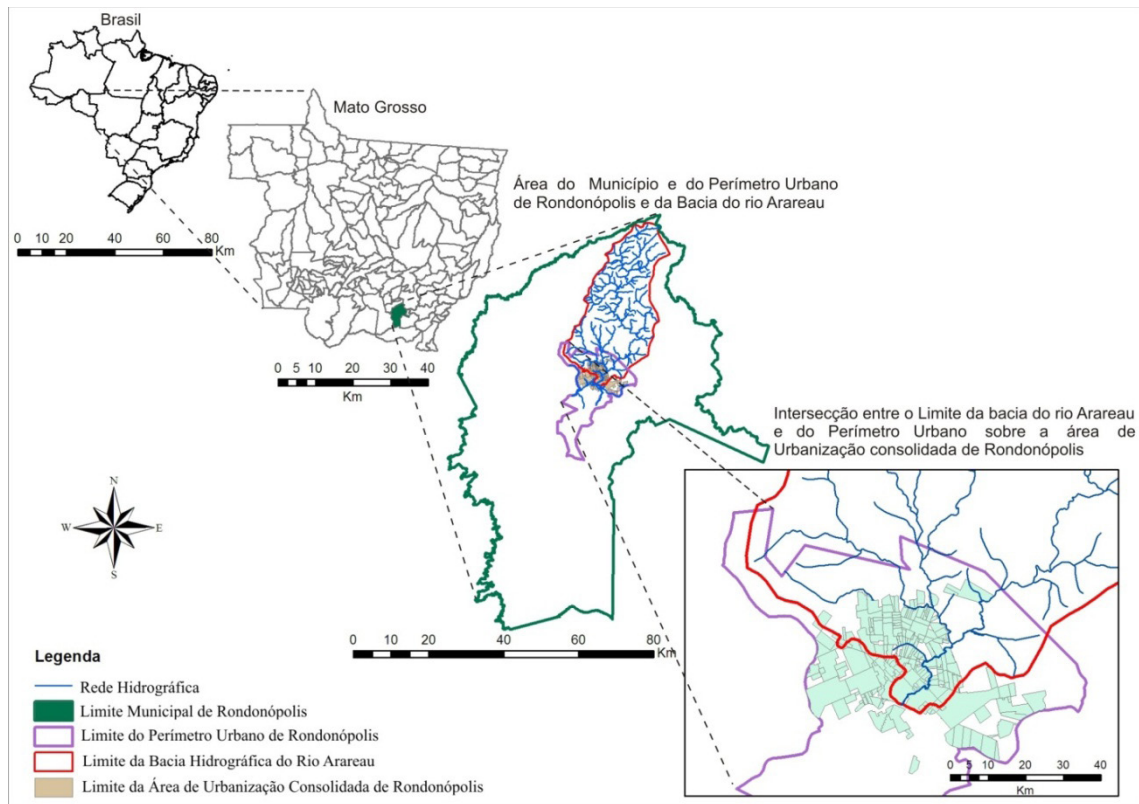 Brasil
0 10 20 40 60 80
Km
Mato Grosso
0 5 10 20 30 40
Km
Área do Município e do Perímetro Urbano
de Rondonópolis e da Bacia do rio Arareau
0 10 20 40 60 80
Km
Intersecção entre o Limite da bacia do rio Arareau
e do Perímetro Urbano sobre a área de
Urbanização consolidada de Rondonópolis
0 5 10 20 30 40
Km
N
W E
S
Legenda
Rede Hidrográfica
Limite Municipal de Rondonópolis
Limite do Perímetro Urbano de Rondonópolis
Limite da Bacia Hidrográfica do Rio Arareau
Limite da Área de Urbanização Consolidada de Rondonópolis